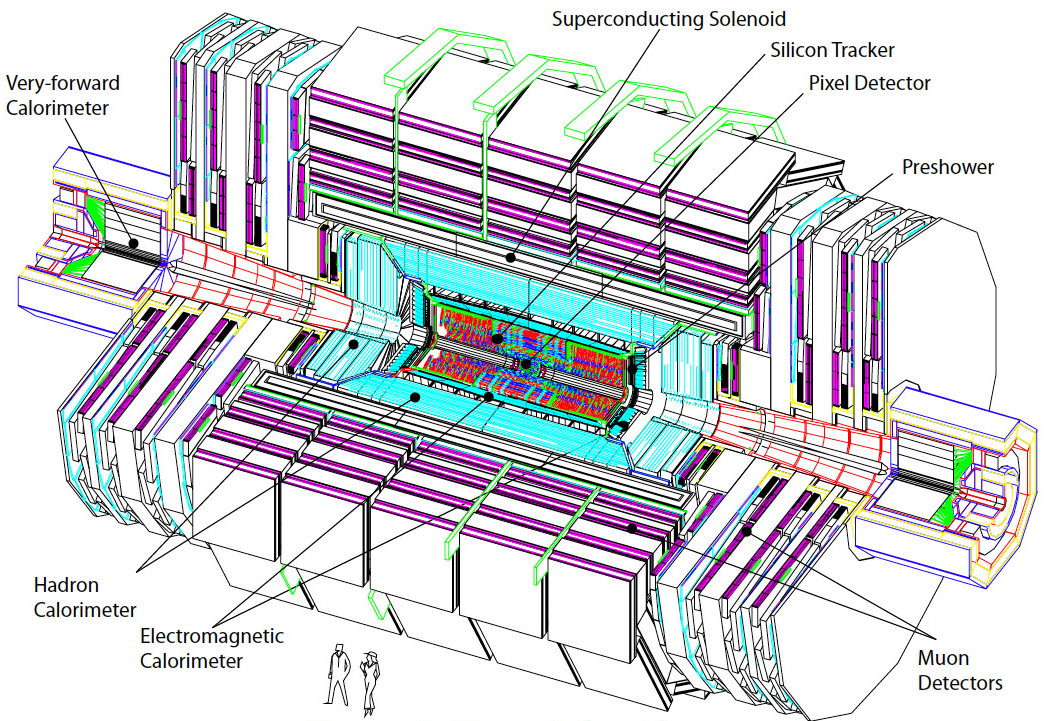 Superconducting Solenoid
Silicon Tracker
Pixel Detector
Very-forward
Calorimeter
Preshower
Hadron
Calorimeter
Electromagnetic
Calorimeter
Muon
Detectors